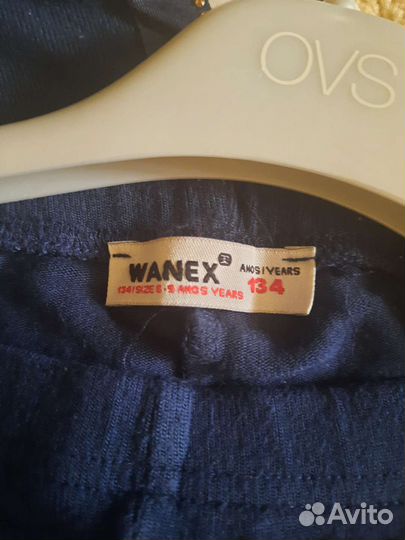 OVS
WANEX ® ANOS/YEARS
134/SIZE 8-9 ANOS YEARS 134
Avito